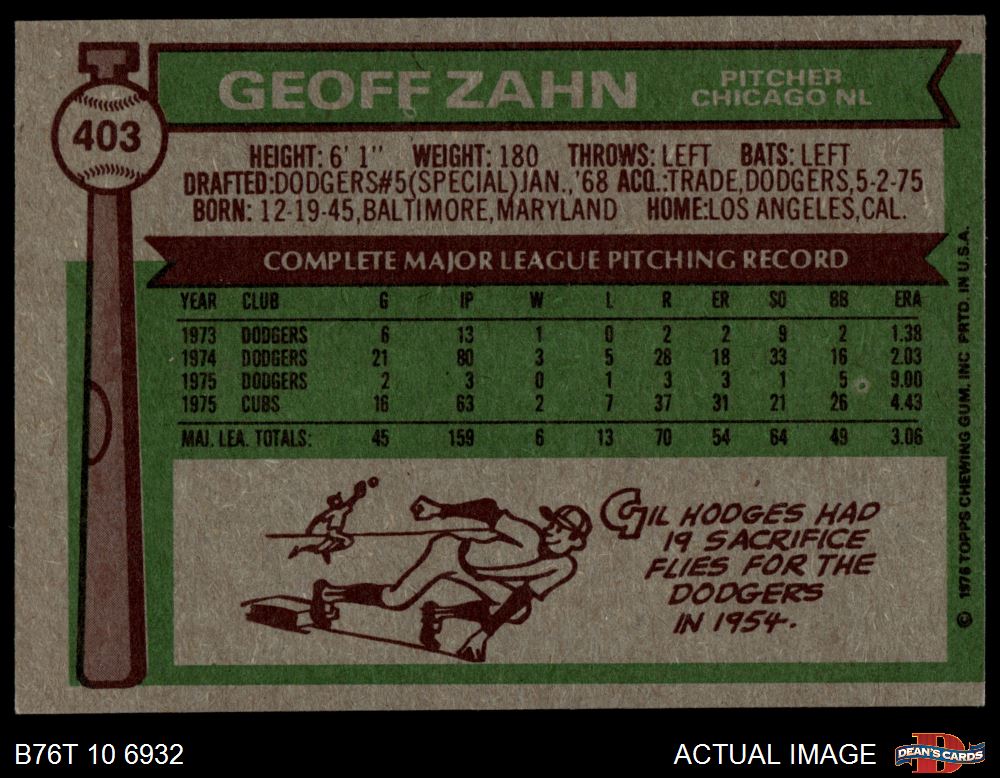 403
GEOFF ZAHN
PITCHER
CHICAGO NL
HEIGHT: 6' 1" WEIGHT: 180 THROWS: LEFT BATS: LEFT
DRAFTED:DODGERS#5(SPECIAL)JAN.,'68 ACQ.:TRADE,DODGERS,5-2-75
BORN: 12-19-45,BALTIMORE,MARYLAND HOME:LOS ANGELES,CAL.
COMPLETE MAJOR LEAGUE PITCHING RECORD
YEAR CLUB G IP W L R ER SO BB ERA
1973 DODGERS 6 13 1 0 2 2 9 2 1.38
1974 DODGERS 21 80 3 5 28 18 33 16 2.03
1975 DODGERS 2 3 0 1 3 3 1 5 9.00
1975 CUBS 16 63 2 7 37 31 21 26 4.43
MAJ. LEA. TOTALS: 45 159 6 13 70 54 64 49 3.06
GIL HODGES HAD
19 SACRIFICE
FLIES FOR THE
DODGERS
IN 1954.
© 1976 TOPPS CHEWING GUM, INC PRTD. IN U.S.A.
B76T 10 6932
ACTUAL IMAGE
DEAN'S CARDS